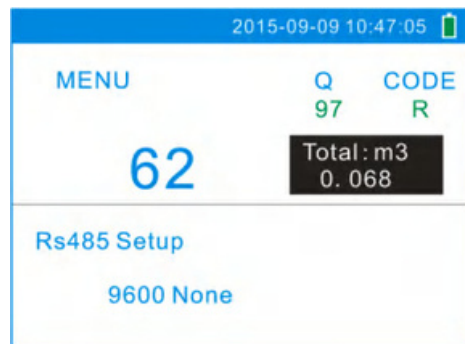 2015-09-09 10:47:05
MENU Q CODE
97 R
62
Total:m3
0.068
Rs485 Setup
9600 None